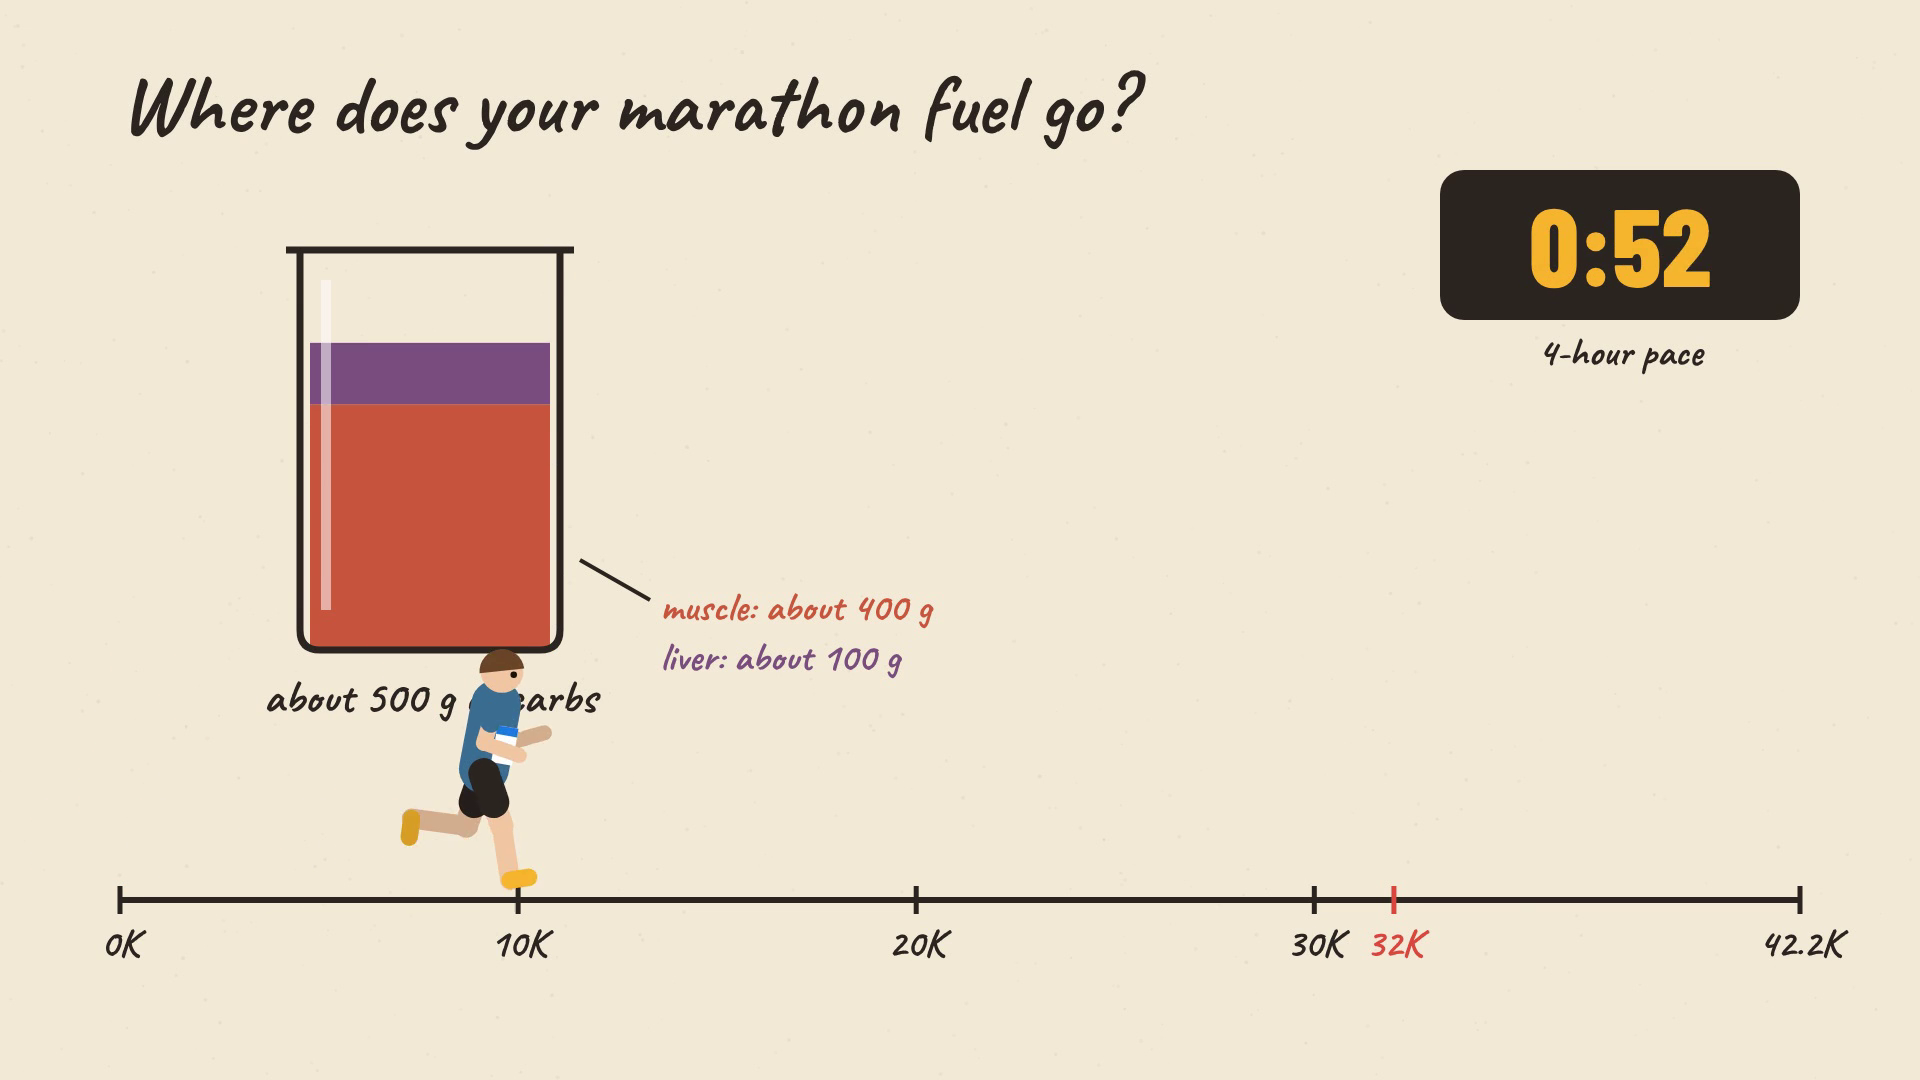 Where does your marathon fuel go?
0:52
4-hour pace
muscle: about 400 g
liver: about 100 g
about 500 g carbs
0K
10K
20K
30K
32K
42.2K